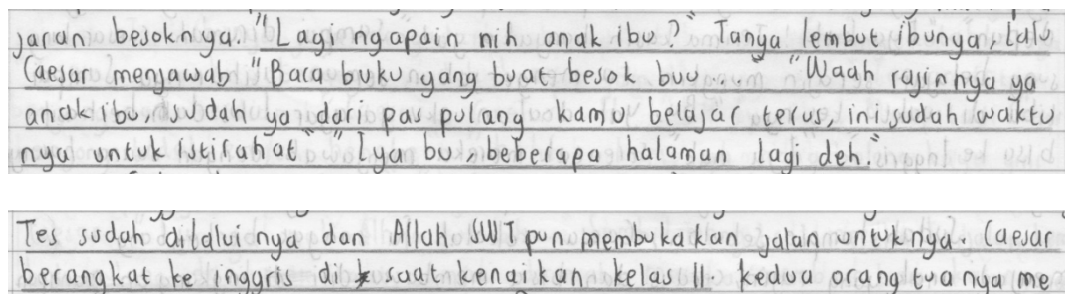 jaran besoknya. "Lagi ngapain nih anak ibu?" Tanya lembut ibunya, lalu
Caesar menjawab "Baca buku yang buat besok buu..." "Waah rajinnya ya
anak ibu, sudah ya dari pas pulang kamu belajar terus, ini sudah waktu
nya untuk istirahat" "Iya bu, beberapa halaman lagi deh."
Tes sudah dilaluinya dan Allah SWT pun membukakan jalan untuknya. Caesar
berangkat ke inggris di saat kenaikan kelas 11 kedua orangtuanya me